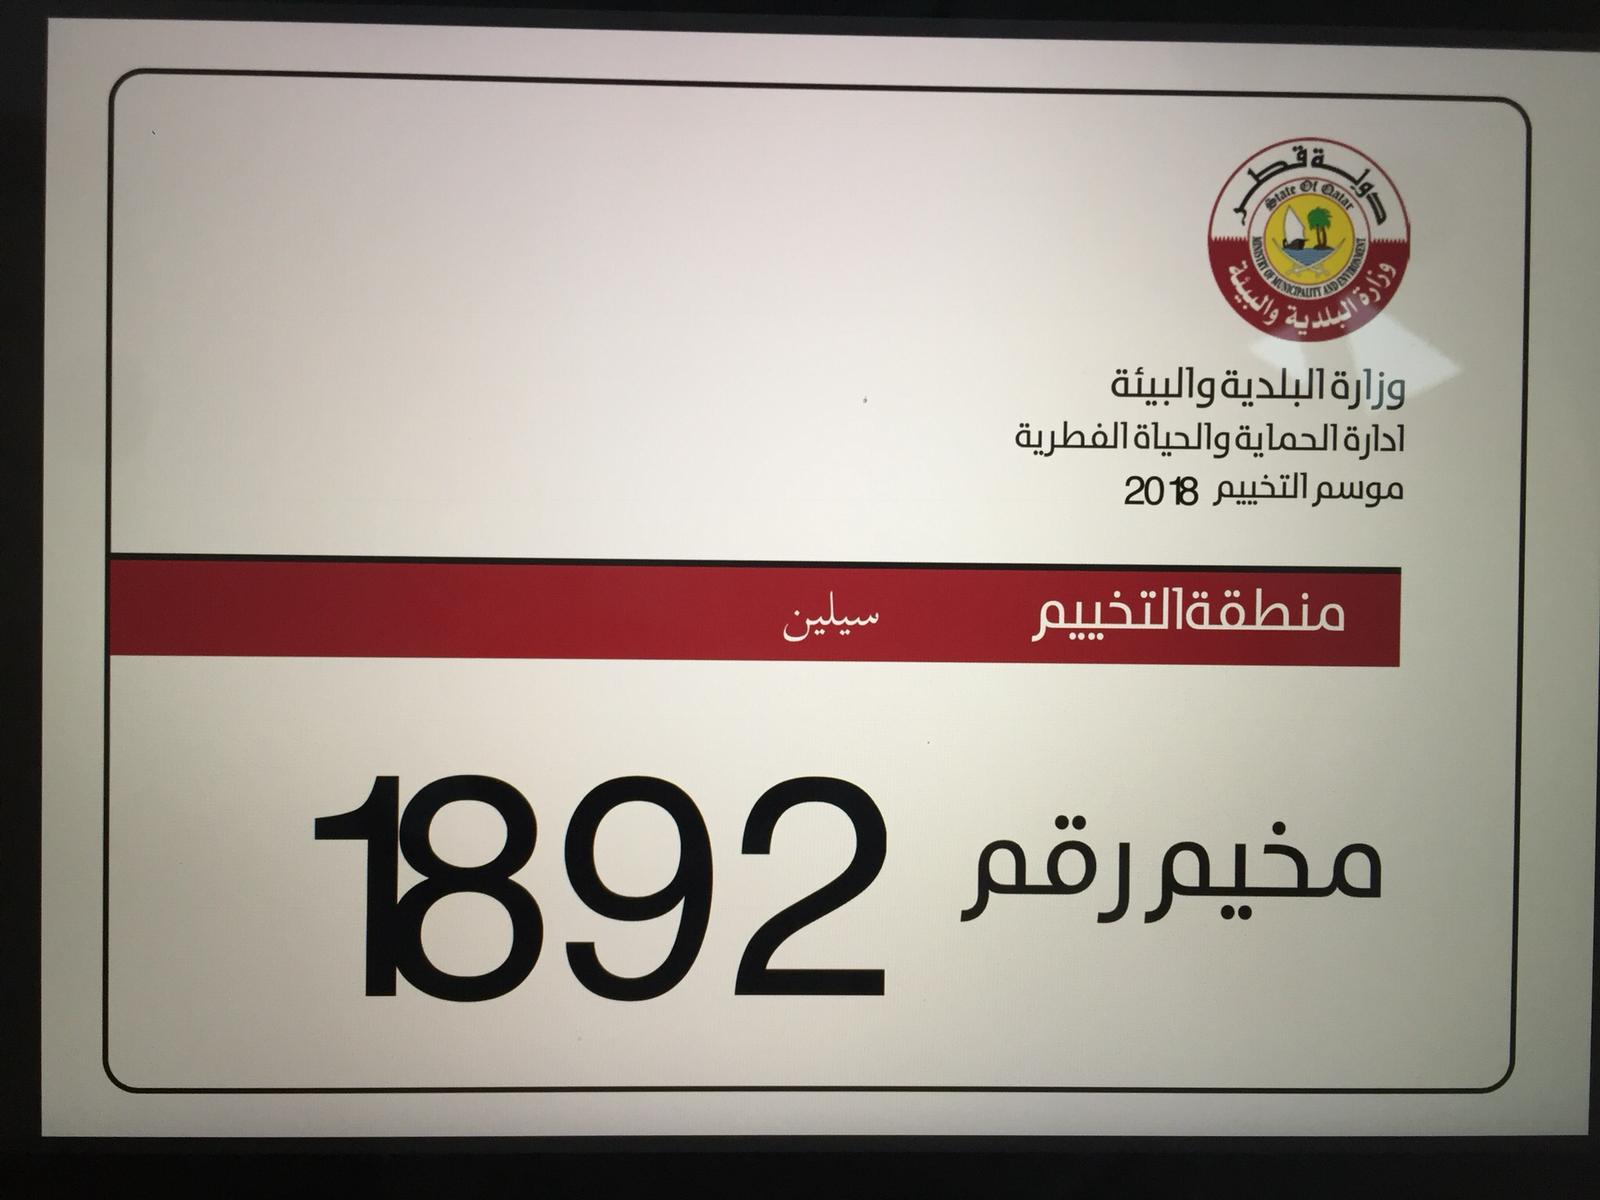 دولة قطر
State Of Qatar
MINISTRY OF MUNICIPALITY AND ENVIRONMENT
وزارة البلدية والبيئة
وزارة البلدية والبيئة
ادارة الحماية والحياة الفطرية
موسم التخييم 2018
منطقة التخييم سيلين
مخيم رقم 1892